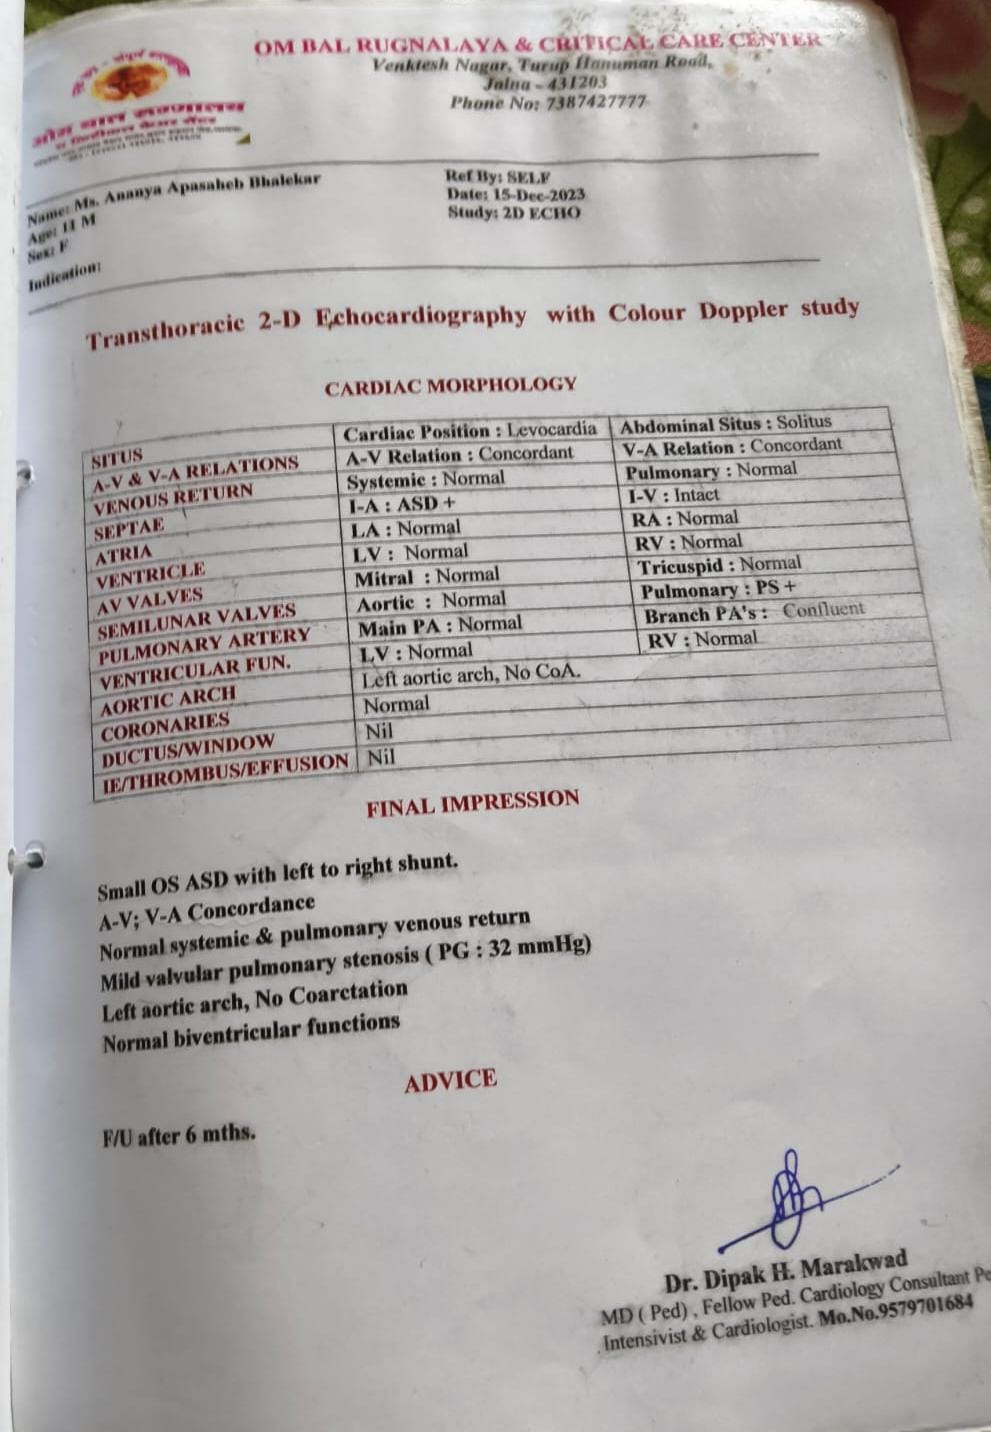 OM BAL RUGNALAYA & CRITICAL CARE CENTER
Venktesh Nagar, Turup Hanuman Road,
Jalna - 431203
Phone No: 7387427777
ओम बाल रुग्णालय
Name: Ms. Ananya Apasaheb Bhalekar
Age: 11 M
Sex: F
Indication:
Ref By: SELF
Date: 15-Dec-2023
Study: 2D ECHO
Transthoracic 2-D Echocardiography with Colour Doppler study
CARDIAC MORPHOLOGY
SITUS Cardiac Position : Levocardia Abdominal Situs : Solitus
A-V & V-A RELATIONS A-V Relation : Concordant V-A Relation : Concordant
VENOUS RETURN Systemic : Normal Pulmonary : Normal
SEPTAE I-A : ASD + I-V : Intact
ATRIA LA : Normal RA : Normal
VENTRICLE LV : Normal RV : Normal
AV VALVES Mitral : Normal Tricuspid : Normal
SEMILUNAR VALVES Aortic : Normal Pulmonary : PS +
PULMONARY ARTERY Main PA : Normal Branch PA's : Confluent
VENTRICULAR FUN. LV : Normal RV : Normal
AORTIC ARCH Left aortic arch, No CoA.
CORONARIES Normal
DUCTUS/WINDOW Nil
IE/THROMBUS/EFFUSION Nil
FINAL IMPRESSION
Small OS ASD with left to right shunt.
A-V; V-A Concordance
Normal systemic & pulmonary venous return
Mild valvular pulmonary stenosis ( PG : 32 mmHg)
Left aortic arch, No Coarctation
Normal biventricular functions
ADVICE
F/U after 6 mths.
Dr. Dipak H. Marakwad
MD ( Ped) , Fellow Ped. Cardiology Consultant Pe
Intensivist & Cardiologist. Mo.No.9579701684